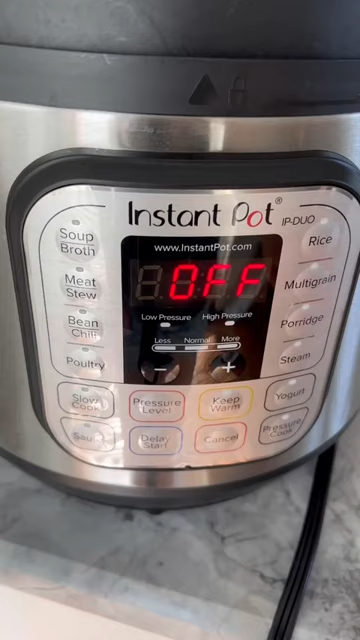 Instant Pot®
IP-DUO
Soup
Broth
www.InstantPot.com
Rice
OFF
Meat
Stew
Multigrain
Low Pressure
High Pressure
Bean
Chili
Porridge
Less
Normal
More
Poultry
Steam
− +
Slow
Cook
Pressure
Level
Keep
Warm
Yogurt
Sauté
Delay
Start
Cancel
Pressure
Cook